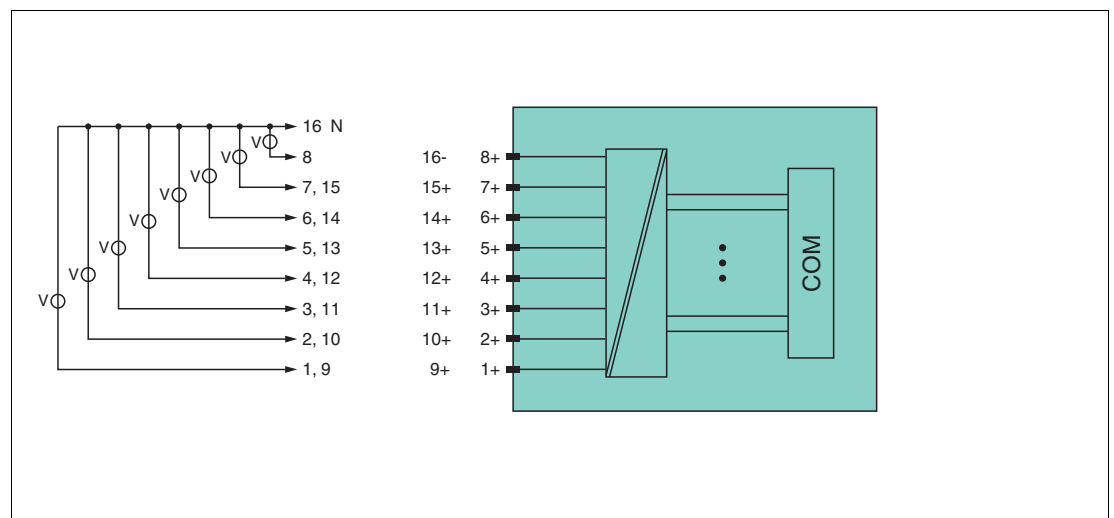 16 N
V 8 16- 8+
V 7, 15 15+ 7+
V 6, 14 14+ 6+
V 5, 13 13+ 5+
V 4, 12 12+ 4+
V 3, 11 11+ 3+
V 2, 10 10+ 2+
V 1, 9 9+ 1+
COM